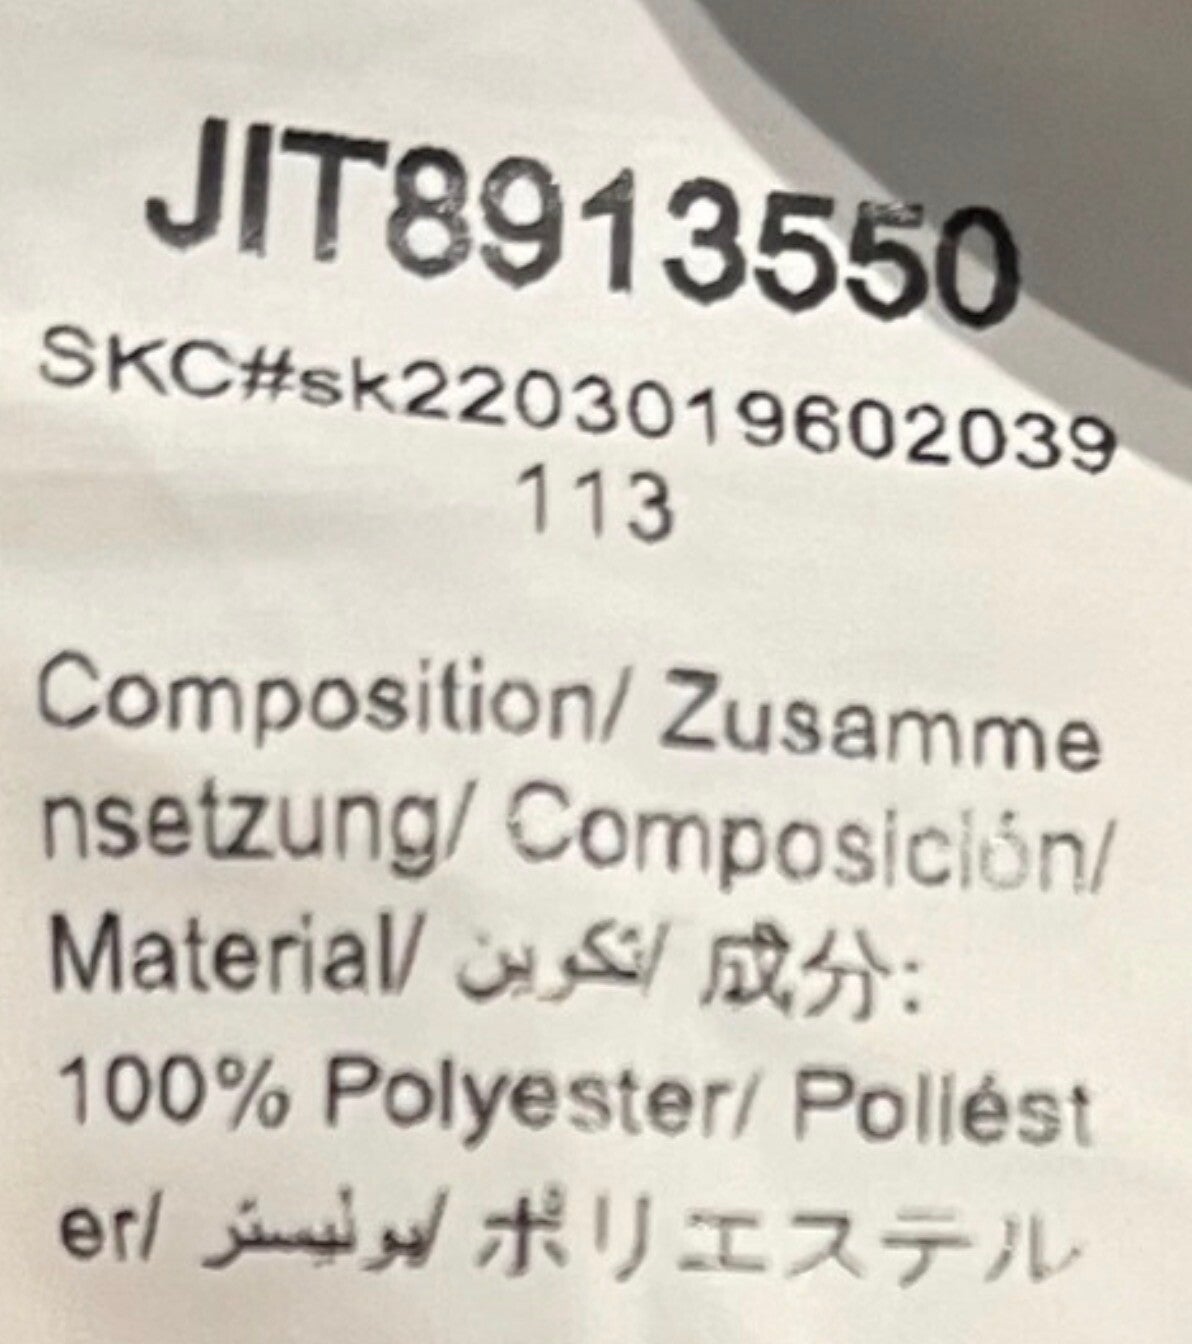 JIT8913550
SKC#sk2203019602039
113
Composition/ Zusamme
nsetzung/ Composición/
Material/ تكوين/ 成分:
100% Polyester/ Poliést
er/ بوليستر/ ポリエステル